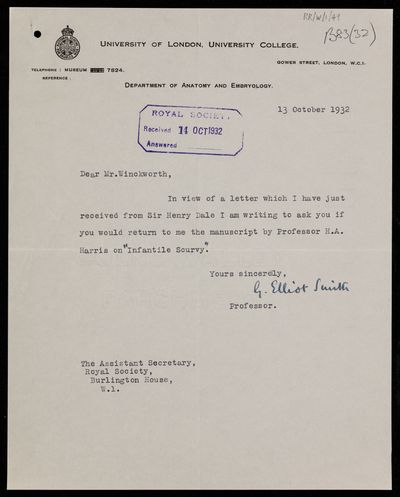 RR/W/1/41
B83(32)
UNIVERSITY OF LONDON, UNIVERSITY COLLEGE,
GOWER STREET, LONDON, W.C.1.
TELEPHONE : MUSEUM 7824.
REFERENCE :
DEPARTMENT OF ANATOMY AND EMBRYOLOGY.
13 October 1932
ROYAL SOCIETY.
Received 14 OCT 1932
Answered
Dear Mr.Winckworth,
In view of a letter which I have just
received from Sir Henry Dale I am writing to ask you if
you would return to me the manuscript by Professor H.A.
Harris on "Infantile Scurvy".
Yours sincerely,
G. Elliot Smith
Professor.
The Assistant Secretary,
Royal Society,
Burlington House,
W.1.